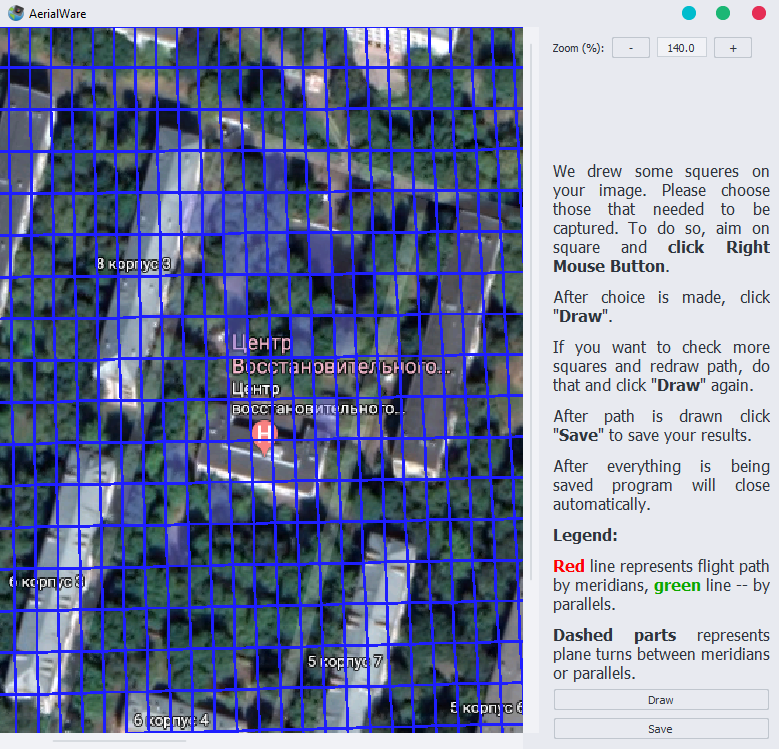 AerialWare
Zoom (%):
-
140.0
+
We drew some squeres on
your image. Please choose
those that needed to be
captured. To do so, aim on
square and click Right
Mouse Button.
After choice is made, click
"Draw".
If you want to check more
squares and redraw path, do
that and click "Draw" again.
After path is drawn click
"Save" to save your results.
After everything is being
saved program will close
automatically.
Legend:
Red line represents flight path
by meridians, green line -- by
parallels.
Dashed parts represents
plane turns between meridians
or parallels.
Draw
Save
8 корпус 3
Центр
Восстановительного...
Центр
восстановительного...
H
6 корпус 3
5 корпус 7
6 корпус 4
5 корпус 6